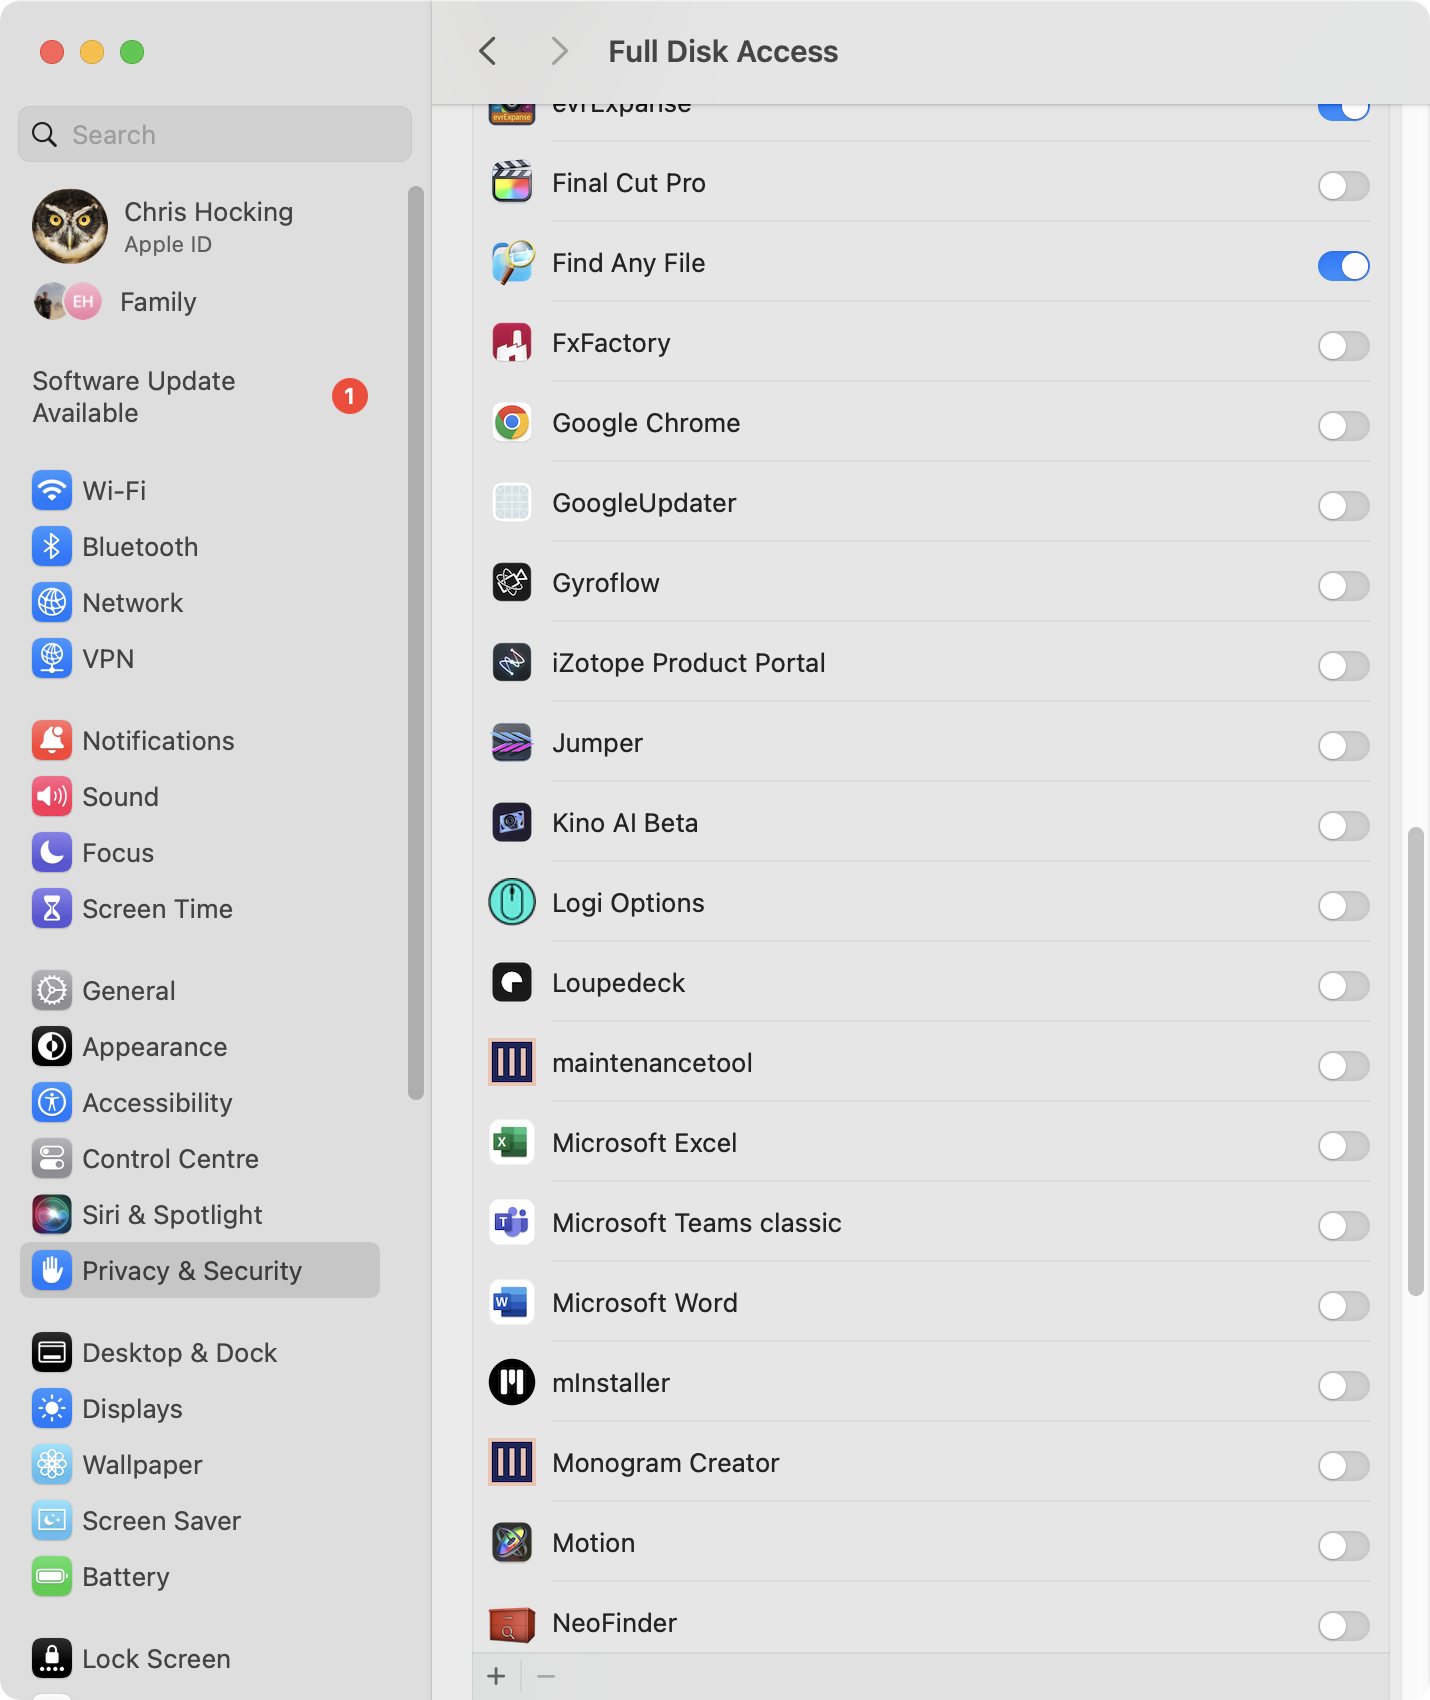 Full Disk Access
Search
Chris Hocking
Apple ID
EH
Family
Software Update
Available
1
Wi-Fi
Bluetooth
Network
VPN
Notifications
Sound
Focus
Screen Time
General
Appearance
Accessibility
Control Centre
Siri & Spotlight
Privacy & Security
Desktop & Dock
Displays
Wallpaper
Screen Saver
Battery
Lock Screen
evrExpanse
evrExpanse
Final Cut Pro
Find Any File
FxFactory
Google Chrome
GoogleUpdater
Gyroflow
iZotope Product Portal
Jumper
Kino AI Beta
Logi Options
Loupedeck
maintenancetool
X
Microsoft Excel
T
Microsoft Teams classic
W
Microsoft Word
mInstaller
Monogram Creator
Motion
NeoFinder